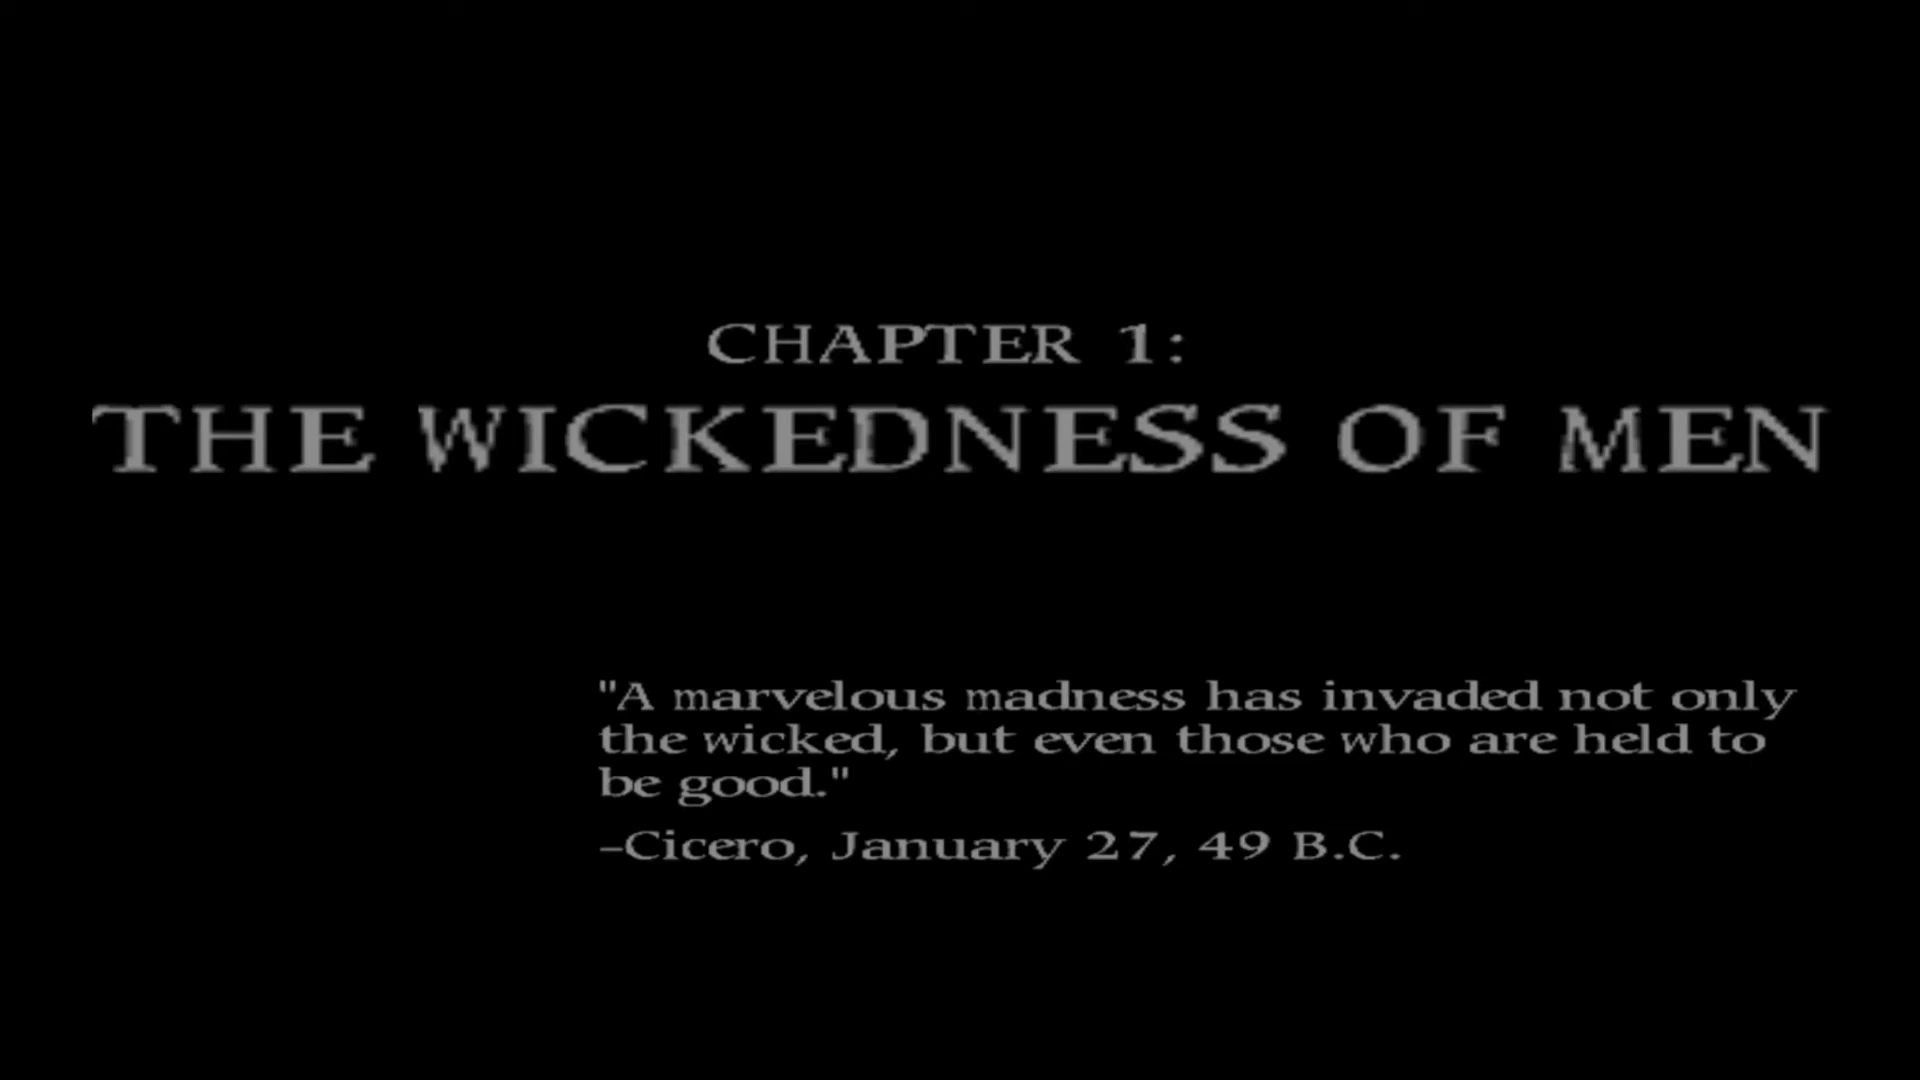 CHAPTER 1:
THE WICKEDNESS OF MEN
"A marvelous madness has invaded not only
the wicked, but even those who are held to
be good."
–Cicero, January 27, 49 B.C.